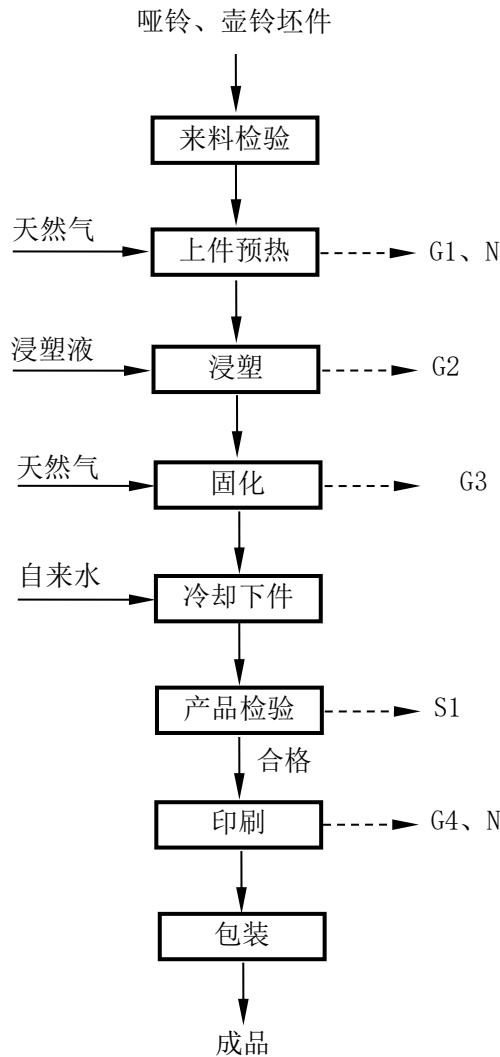 哑铃、壶铃坯件
来料检验
天然气
上件预热
G1、N
浸塑液
浸塑
G2
天然气
固化
G3
自来水
冷却下件
产品检验
S1
合格
印刷
G4、N
包装
成品